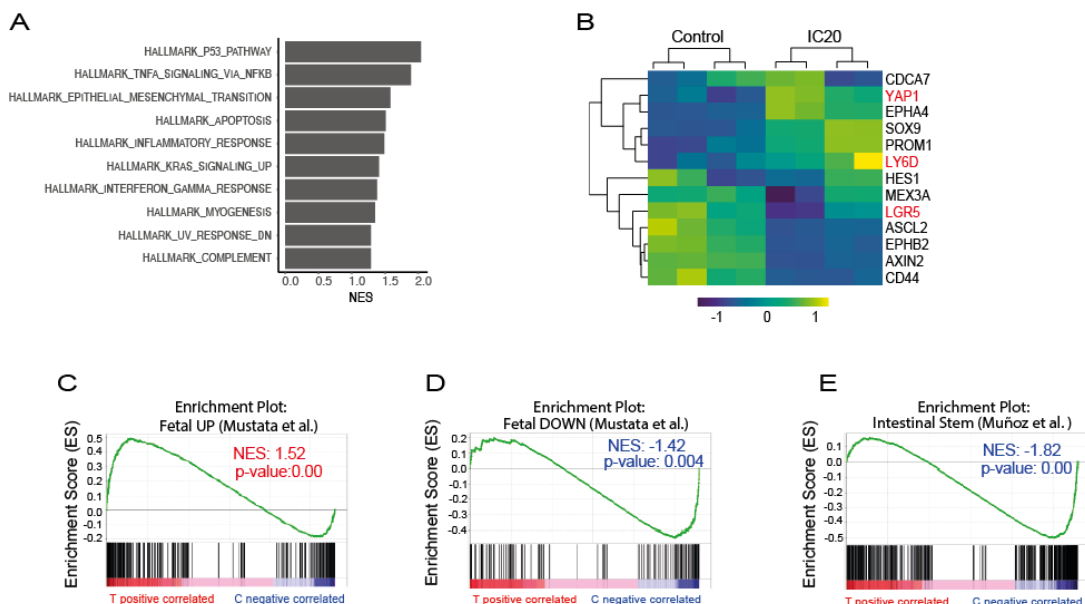 A
HALLMARK_P53_PATHWAY
HALLMARK_TNFA_SIGNALING_VIA_NFKB
HALLMARK_EPITHELIAL_MESENCHYMAL_TRANSITION
HALLMARK_APOPTOSIS
HALLMARK_INFLAMMATORY_RESPONSE
HALLMARK_KRAS_SIGNALING_UP
HALLMARK_INTERFERON_GAMMA_RESPONSE
HALLMARK_MYOGENESIS
HALLMARK_UV_RESPONSE_DN
HALLMARK_COMPLEMENT
0.0 0.5 1.0 1.5 2.0
NES
B
Control IC20
CDCA7
YAP1
EPHA4
SOX9
PROM1
LY6D
HES1
MEX3A
LGR5
ASCL2
EPHB2
AXIN2
CD44
-1 0 1
C
Enrichment Plot:
Fetal UP (Mustata et al.)
Enrichment Score (ES)
0.5
0.4
0.3
0.2
0.1
0.0
-0.1
-0.2
NES: 1.52
p-value:0.00
T positive correlated C negative correlated
D
Enrichment Plot:
Fetal DOWN (Mustata et al.)
Enrichment Score (ES)
0.2
0.1
0.0
-0.1
-0.2
-0.3
-0.4
NES: -1.42
p-value: 0.004
T positive correlated C negative correlated
E
Enrichment Plot:
Intestinal Stem (Muñoz et al.)
Enrichment Score (ES)
0.1
0.0
-0.1
-0.2
-0.3
-0.4
-0.5
NES: -1.82
p-value: 0.00
T positive correlated C negative correlated